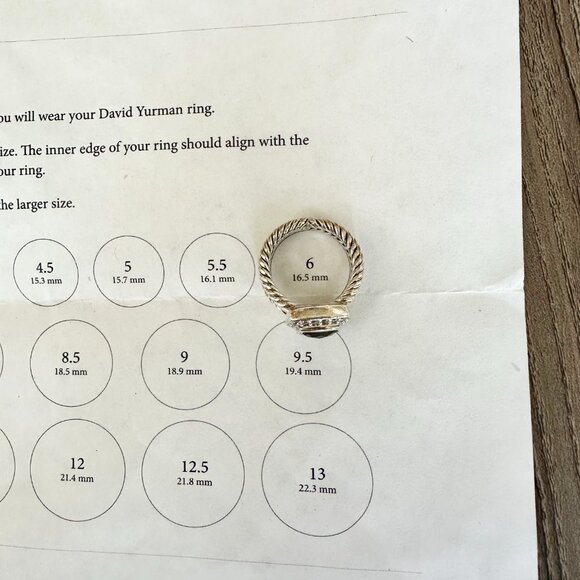 ou will wear your David Yurman ring.
ize. The inner edge of your ring should align with the
our ring.
the larger size.
4.5
15.3 mm
5
15.7 mm
5.5
16.1 mm
6
16.5 mm
8.5
18.5 mm
9
18.9 mm
9.5
19.4 mm
12
21.4 mm
12.5
21.8 mm
13
22.3 mm